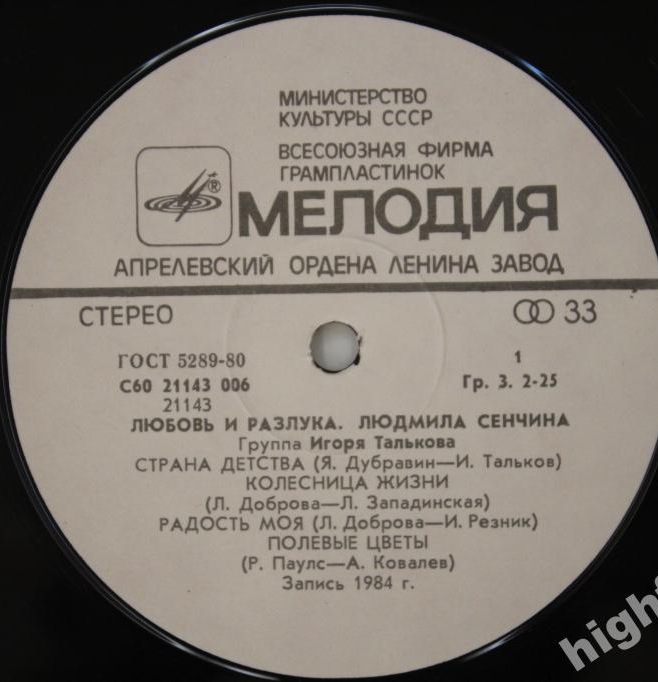 МИНИСТЕРСТВО
КУЛЬТУРЫ СССР
ВСЕСОЮЗНАЯ ФИРМА
ГРАМПЛАСТИНОК
®
МЕЛОДИЯ
АПРЕЛЕВСКИЙ ОРДЕНА ЛЕНИНА ЗАВОД
СТЕРЕО 33
ГОСТ 5289-80 1
С60 21143 006 Гр. 3. 2-25
21143
ЛЮБОВЬ И РАЗЛУКА. ЛЮДМИЛА СЕНЧИНА
Группа Игоря Талькова
СТРАНА ДЕТСТВА (Я. Дубравин—И. Тальков)
КОЛЕСНИЦА ЖИЗНИ
(Л. Доброва—Л. Западинская)
РАДОСТЬ МОЯ (Л. Доброва—И. Резник)
ПОЛЕВЫЕ ЦВЕТЫ
(Р. Паулс—А. Ковалев)
Запись 1984 г.